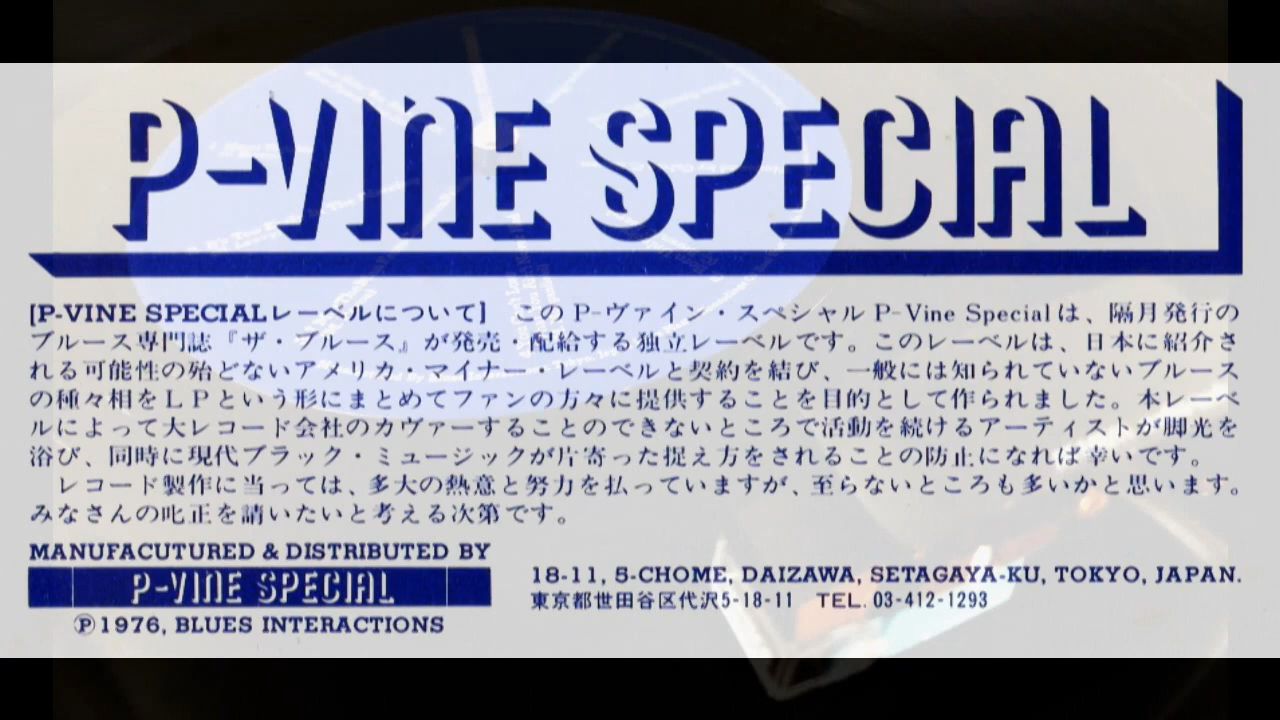 P-VINE SPECIAL
[P-VINE SPECIALレーベルについて] この P-ヴァイン・スペシャル P-Vine Specialは、隔月発行の
ブルース専門誌『ザ・ブルース』が発売・配給する独立レーベルです。このレーベルは、日本に紹介さ
れる可能性の殆どないアメリカ・マイナー・レーベルと契約を結び、一般には知られていないブルース
の種々相をLPという形にまとめてファンの方々に提供することを目的として作られました。本レーベ
ルによって大レコード会社のカヴァーすることのできないところで活動を続けるアーティストが脚光を
浴び、同時に現代ブラック・ミュージックが片寄った捉え方をされることの防止になれば幸いです。
レコード製作に当っては、多大の熱意と努力を払っていますが、至らないところも多いかと思います。
みなさんの叱正を請いたいと考える次第です。
MANUFACUTURED & DISTRIBUTED BY
P-VINE SPECIAL
℗1976, BLUES INTERACTIONS
18-11, 5-CHOME, DAIZAWA, SETAGAYA-KU, TOKYO, JAPAN.
東京都世田谷区代沢5-18-11 TEL. 03-412-1293